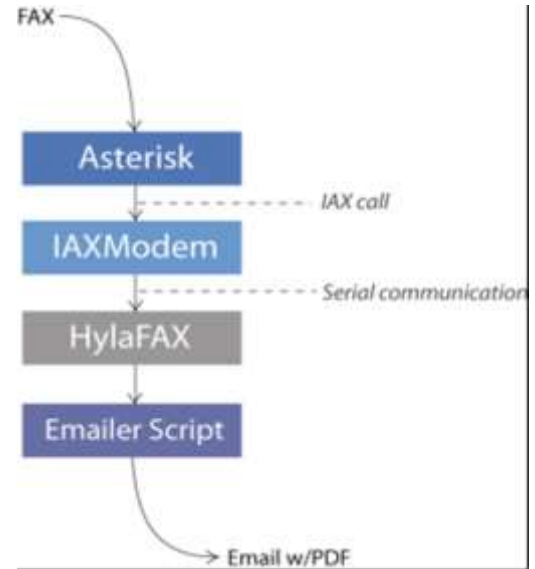 FAX
Asterisk
IAX call
IAXModem
Serial communication
HylaFAX
Emailer Script
Email w/PDF